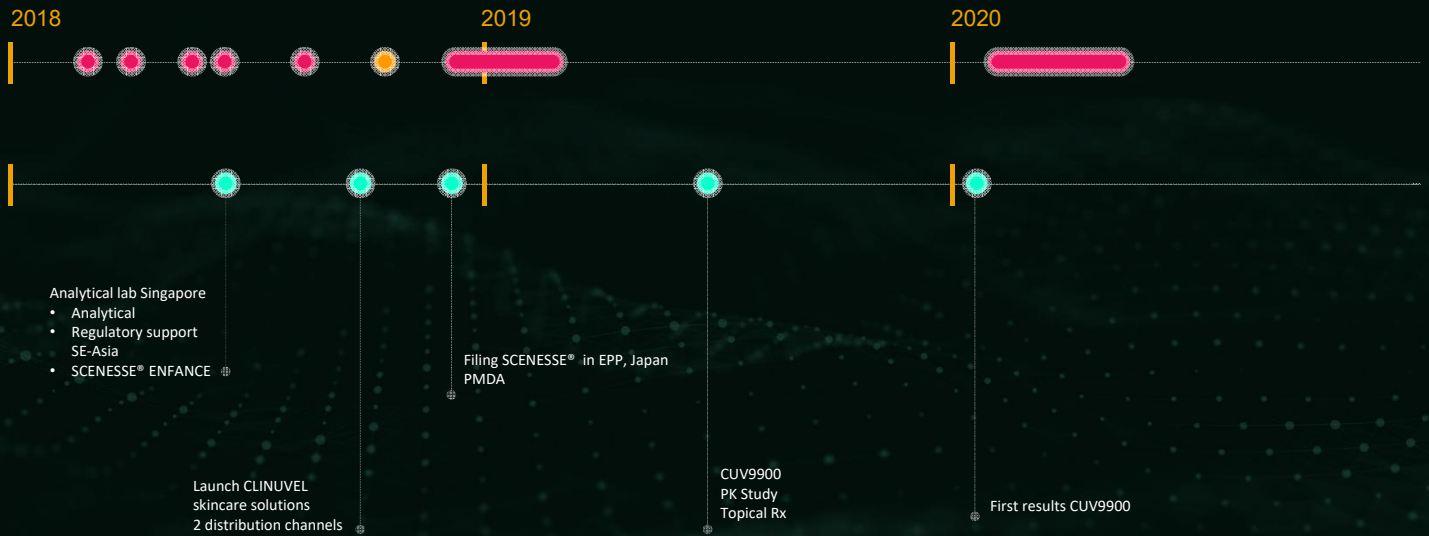 2018
2019
2020
Analytical lab Singapore
• Analytical
• Regulatory support
SE-Asia
• SCENESSE® ENFANCE
Filing SCENESSE® in EPP, Japan
PMDA
Launch CLINUVEL
skincare solutions
2 distribution channels
CUV9900
PK Study
Topical Rx
First results CUV9900